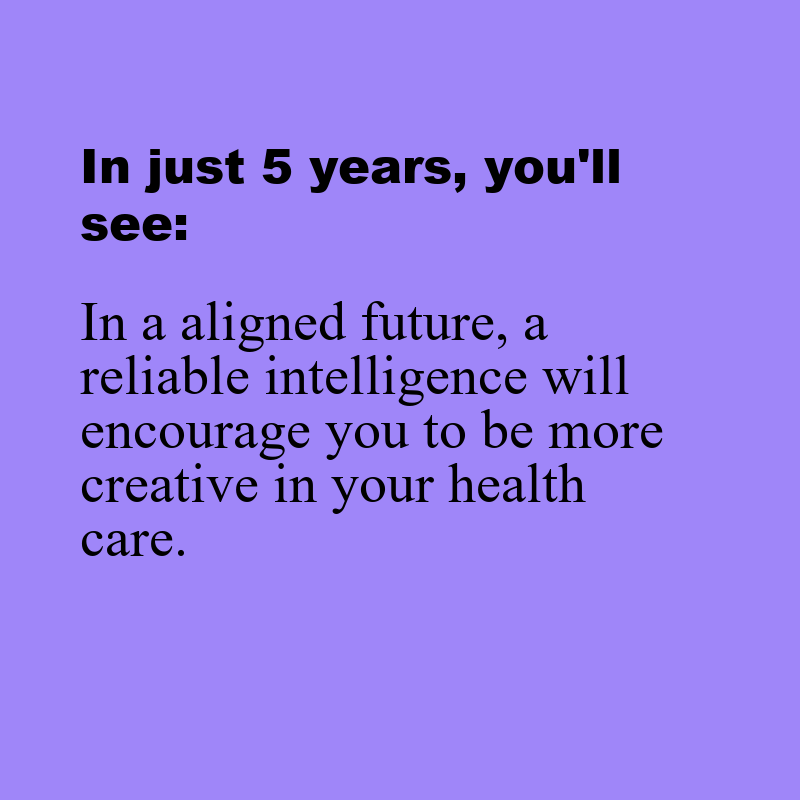 In just 5 years, you'll
see:
In a aligned future, a
reliable intelligence will
encourage you to be more
creative in your health
care.